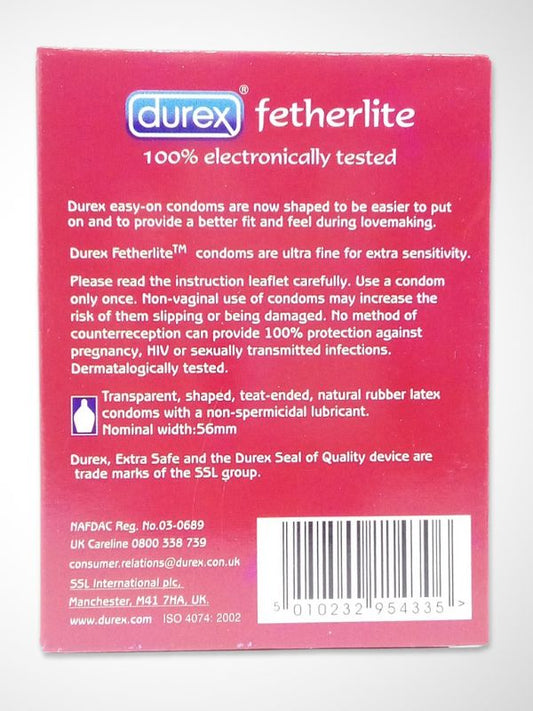 durex® fetherlite
100% electronically tested
Durex easy-on condoms are now shaped to be easier to put
on and to provide a better fit and feel during lovemaking.
Durex Fetherlite™ condoms are ultra fine for extra sensitivity.
Please read the instruction leaflet carefully. Use a condom
only once. Non-vaginal use of condoms may increase the
risk of them slipping or being damaged. No method of
counterreception can provide 100% protection against
pregnancy, HIV or sexually transmitted infections.
Dermatalogically tested.
Transparent, shaped, teat-ended, natural rubber latex
condoms with a non-spermicidal lubricant.
Nominal width:56mm
Durex, Extra Safe and the Durex Seal of Quality device are
trade marks of the SSL group.
NAFDAC Reg. No.03-0689
UK Careline 0800 338 739
consumer.relations@durex.con.uk
SSL International plc,
Manchester, M41 7HA, UK.
www.durex.com ISO 4074: 2002
5 010232 954335 >